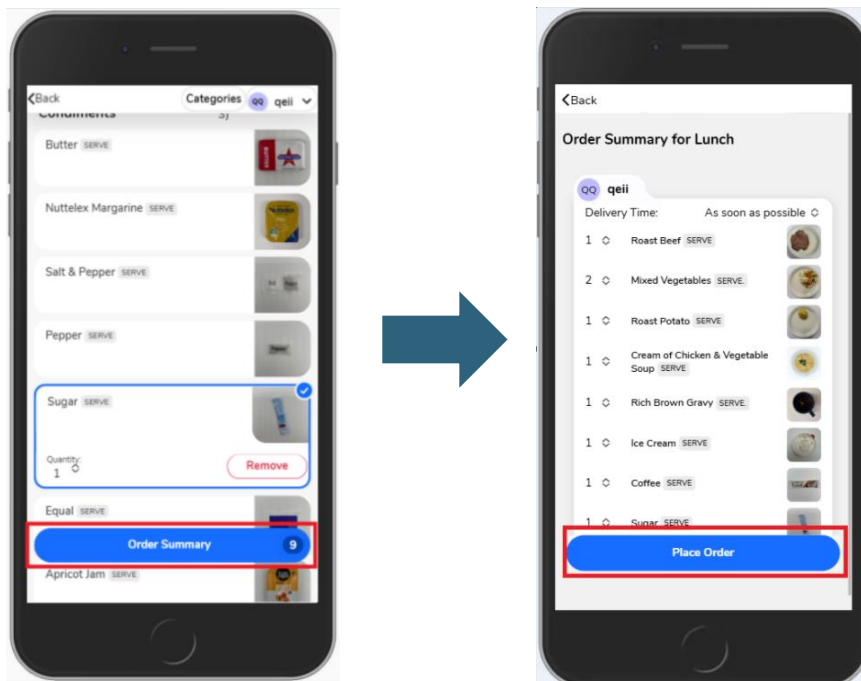 Back
Categories QQ qeii
Condiments 3)
Butter SERVE
Nuttelex Margarine SERVE
Salt & Pepper SERVE
Pepper SERVE
Sugar SERVE
Quantity:
1
Remove
Equal SERVE
Order Summary 9
Apricot Jam SERVE
Back
Order Summary for Lunch
QQ qeii
Delivery Time: As soon as possible
1 Roast Beef SERVE
2 Mixed Vegetables SERVE.
1 Roast Potato SERVE
1 Cream of Chicken & Vegetable
Soup SERVE
1 Rich Brown Gravy SERVE.
1 Ice Cream SERVE
1 Coffee SERVE
1 Sugar SERVE
Place Order